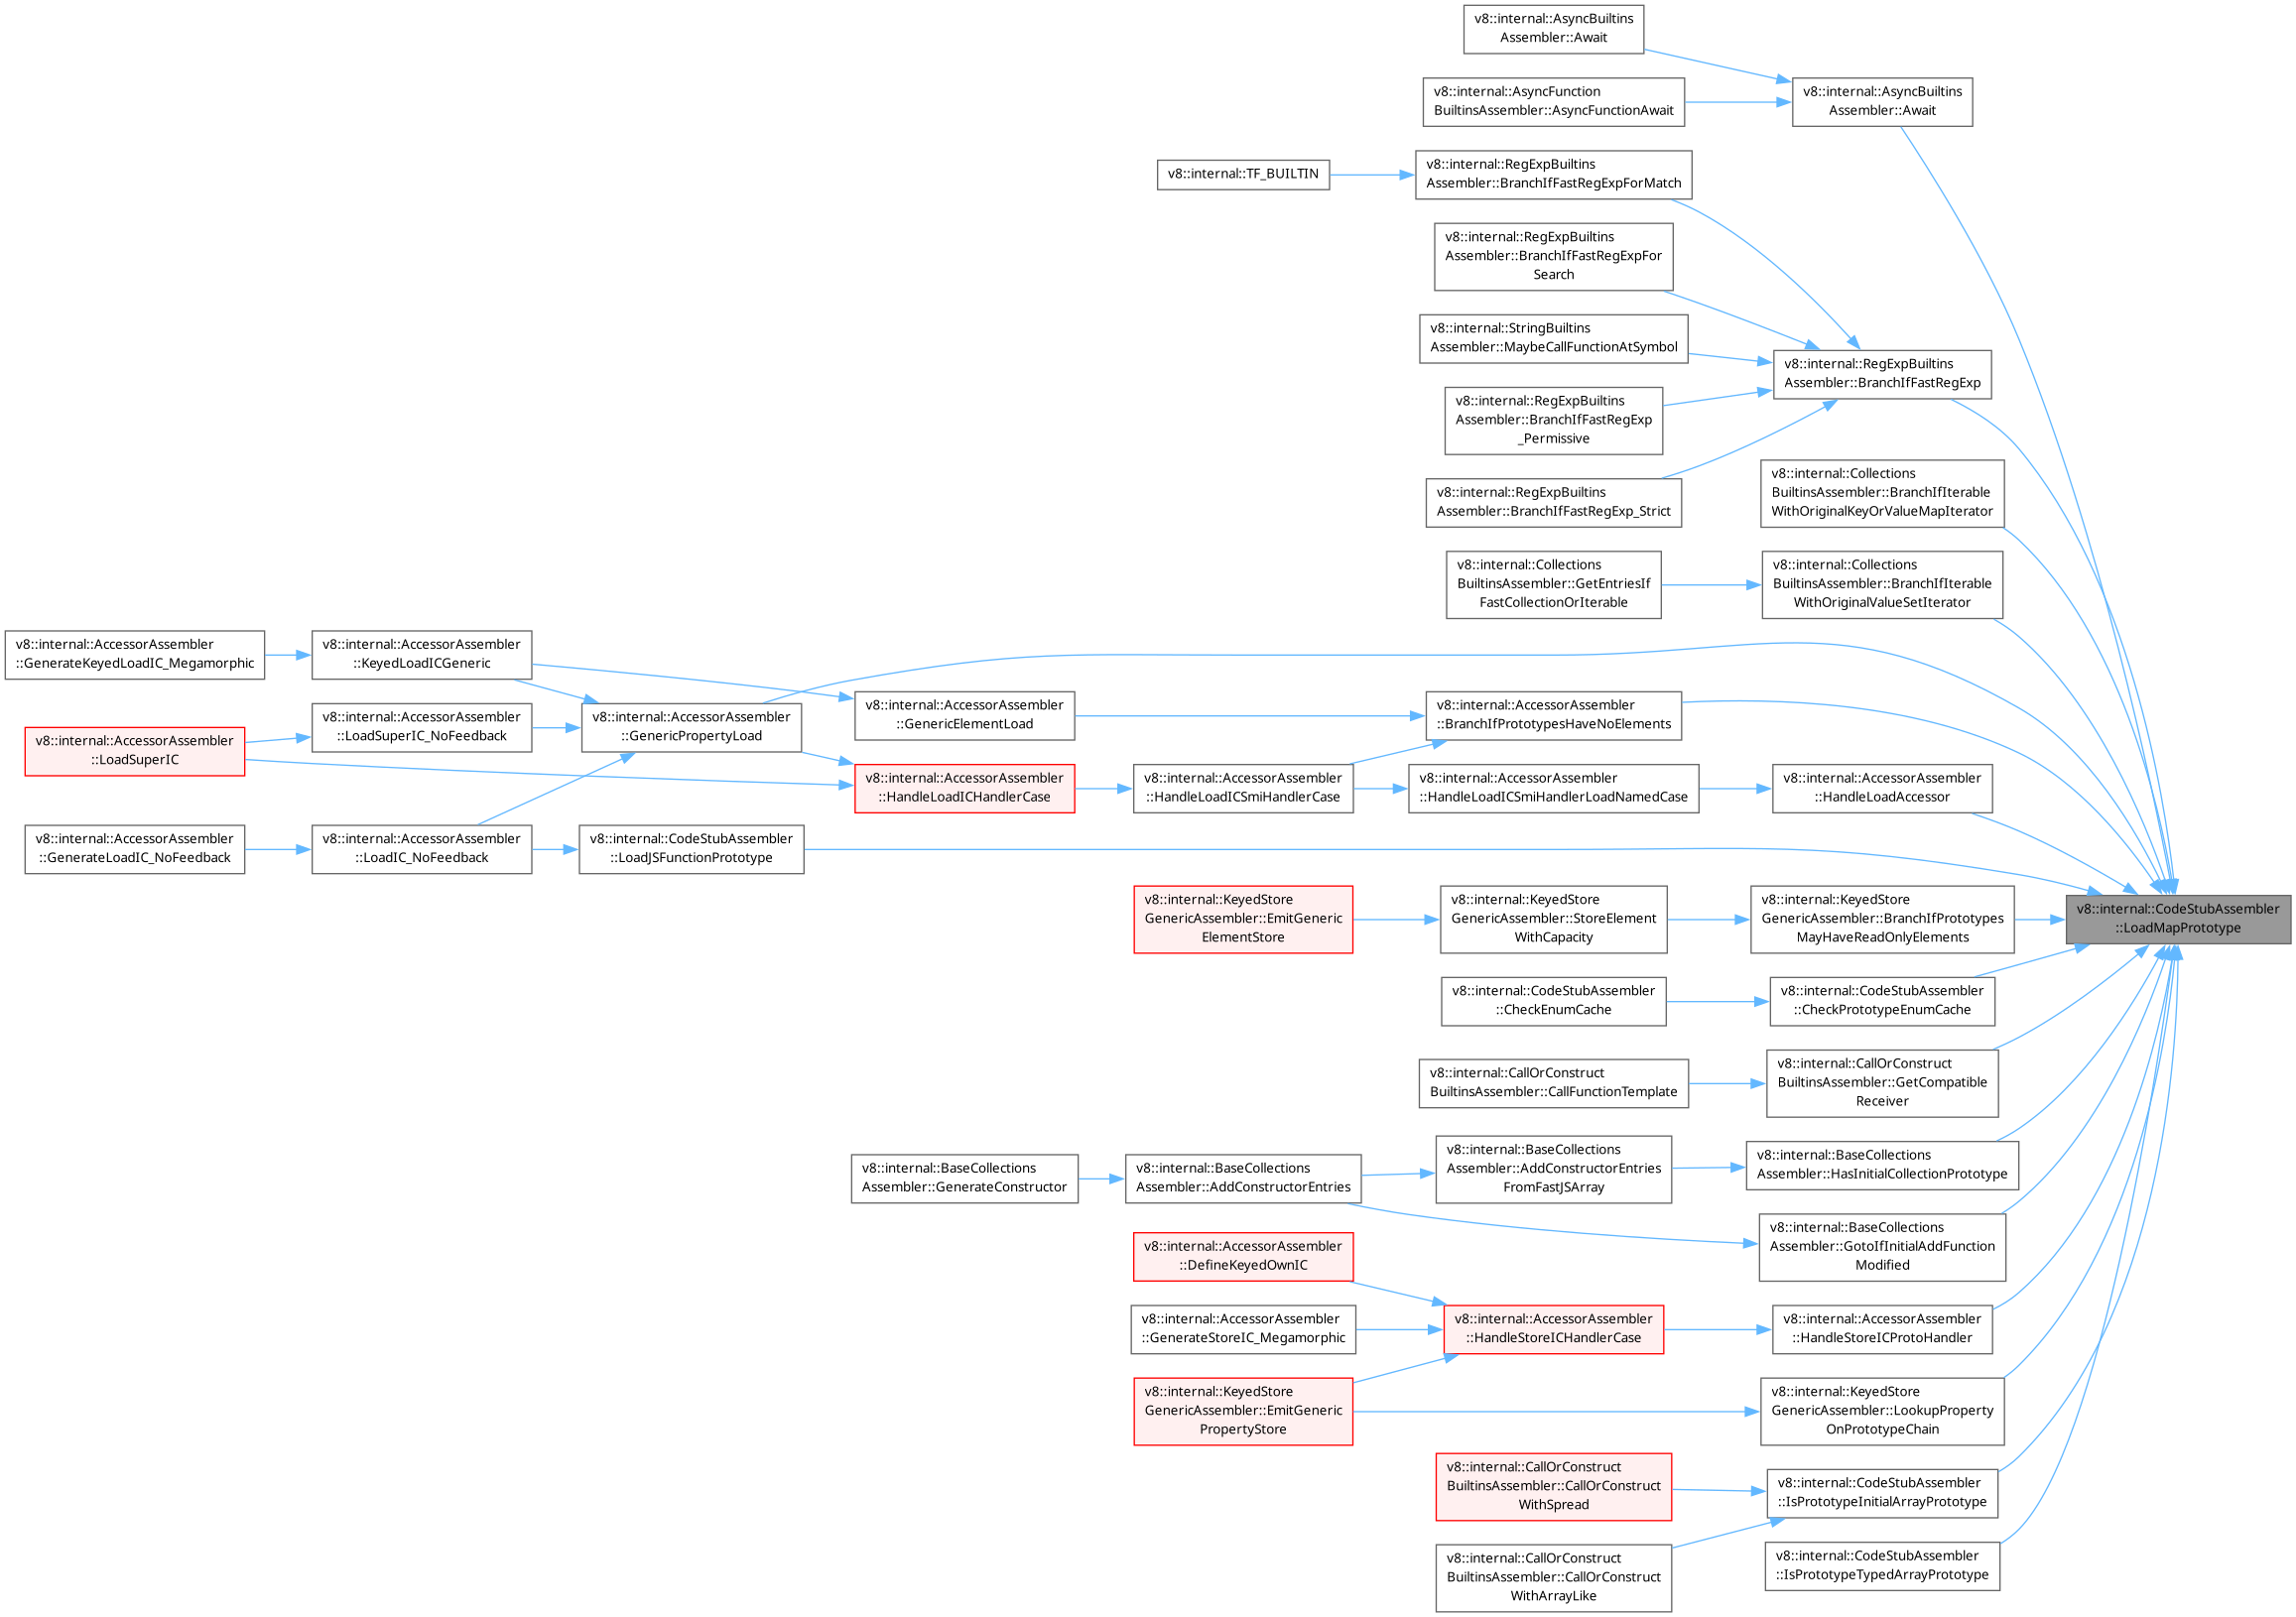 v8::internal::AsyncBuiltins
Assembler::Await
v8::internal::AsyncFunction
BuiltinsAssembler::AsyncFunctionAwait
v8::internal::AsyncBuiltins
Assembler::Await
v8::internal::TF_BUILTIN
v8::internal::RegExpBuiltins
Assembler::BranchIfFastRegExpForMatch
v8::internal::RegExpBuiltins
Assembler::BranchIfFastRegExpFor
Search
v8::internal::StringBuiltins
Assembler::MaybeCallFunctionAtSymbol
v8::internal::RegExpBuiltins
Assembler::BranchIfFastRegExp
v8::internal::RegExpBuiltins
Assembler::BranchIfFastRegExp
_Permissive
v8::internal::RegExpBuiltins
Assembler::BranchIfFastRegExp_Strict
v8::internal::Collections
BuiltinsAssembler::BranchIfIterable
WithOriginalKeyOrValueMapIterator
v8::internal::Collections
BuiltinsAssembler::GetEntriesIf
FastCollectionOrIterable
v8::internal::Collections
BuiltinsAssembler::BranchIfIterable
WithOriginalValueSetIterator
v8::internal::AccessorAssembler
::GenerateKeyedLoadIC_Megamorphic
v8::internal::AccessorAssembler
::KeyedLoadICGeneric
v8::internal::AccessorAssembler
::LoadSuperIC
v8::internal::AccessorAssembler
::LoadSuperIC_NoFeedback
v8::internal::AccessorAssembler
::GenericPropertyLoad
v8::internal::AccessorAssembler
::GenericElementLoad
v8::internal::AccessorAssembler
::BranchIfPrototypesHaveNoElements
v8::internal::AccessorAssembler
::HandleLoadICHandlerCase
v8::internal::AccessorAssembler
::HandleLoadICSmiHandlerCase
v8::internal::AccessorAssembler
::HandleLoadICSmiHandlerLoadNamedCase
v8::internal::AccessorAssembler
::HandleLoadAccessor
v8::internal::AccessorAssembler
::GenerateLoadIC_NoFeedback
v8::internal::AccessorAssembler
::LoadIC_NoFeedback
v8::internal::CodeStubAssembler
::LoadJSFunctionPrototype
v8::internal::KeyedStore
GenericAssembler::EmitGeneric
ElementStore
v8::internal::KeyedStore
GenericAssembler::StoreElement
WithCapacity
v8::internal::KeyedStore
GenericAssembler::BranchIfPrototypes
MayHaveReadOnlyElements
v8::internal::CodeStubAssembler
::LoadMapPrototype
v8::internal::CodeStubAssembler
::CheckEnumCache
v8::internal::CodeStubAssembler
::CheckPrototypeEnumCache
v8::internal::CallOrConstruct
BuiltinsAssembler::CallFunctionTemplate
v8::internal::CallOrConstruct
BuiltinsAssembler::GetCompatible
Receiver
v8::internal::BaseCollections
Assembler::GenerateConstructor
v8::internal::BaseCollections
Assembler::AddConstructorEntries
v8::internal::BaseCollections
Assembler::AddConstructorEntries
FromFastJSArray
v8::internal::BaseCollections
Assembler::HasInitialCollectionPrototype
v8::internal::BaseCollections
Assembler::GotoIfInitialAddFunction
Modified
v8::internal::AccessorAssembler
::DefineKeyedOwnIC
v8::internal::AccessorAssembler
::GenerateStoreIC_Megamorphic
v8::internal::AccessorAssembler
::HandleStoreICHandlerCase
v8::internal::AccessorAssembler
::HandleStoreICProtoHandler
v8::internal::KeyedStore
GenericAssembler::EmitGeneric
PropertyStore
v8::internal::KeyedStore
GenericAssembler::LookupProperty
OnPrototypeChain
v8::internal::CallOrConstruct
BuiltinsAssembler::CallOrConstruct
WithSpread
v8::internal::CodeStubAssembler
::IsPrototypeInitialArrayPrototype
v8::internal::CallOrConstruct
BuiltinsAssembler::CallOrConstruct
WithArrayLike
v8::internal::CodeStubAssembler
::IsPrototypeTypedArrayPrototype